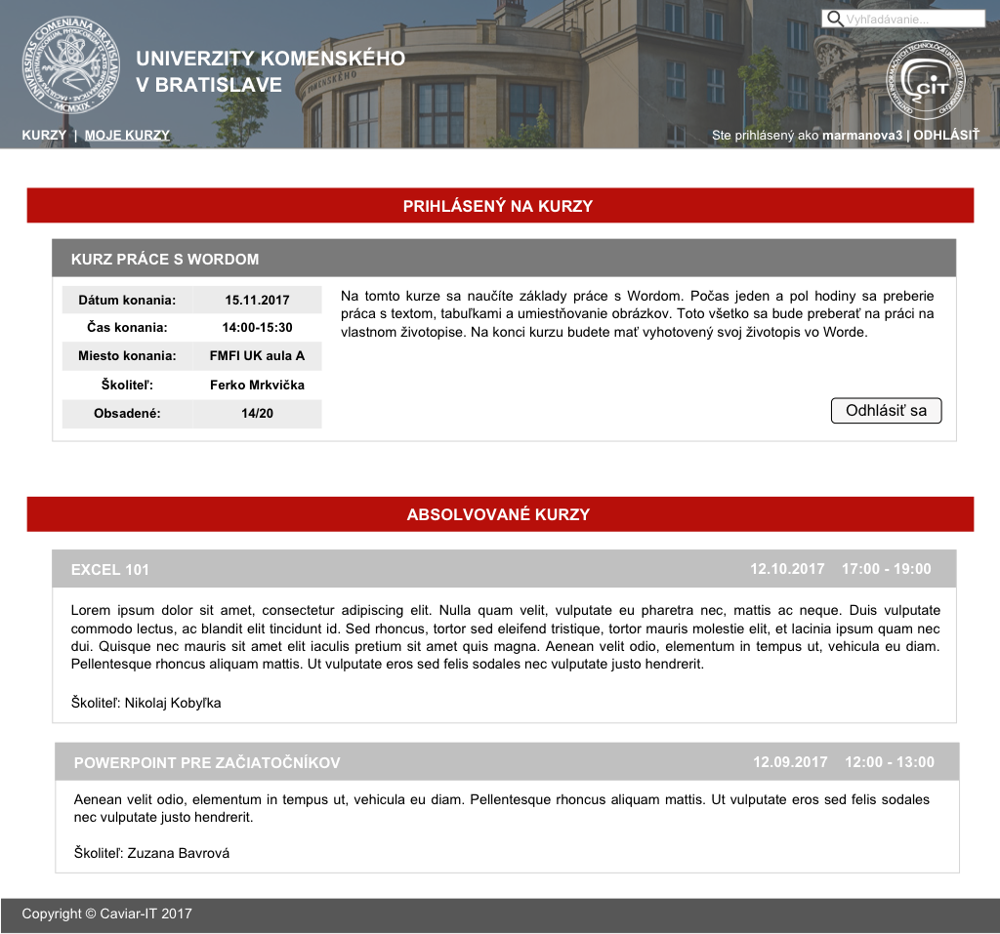 Vyhľadávanie...
UNIVERSITAS COMENIANA BRATISLAVENSIS
MCMXIX
UNIVERZITY KOMENSKÉHO
V BRATISLAVE
KOMENSKÉHO
CIT
KURZY | MOJE KURZY
Ste prihlásený ako marmanova3 | ODHLÁSIŤ
PRIHLÁSENÝ NA KURZY
KURZ PRÁCE S WORDOM
Dátum konania: 15.11.2017
Čas konania: 14:00-15:30
Miesto konania: FMFI UK aula A
Školiteľ: Ferko Mrkvička
Obsadené: 14/20
Na tomto kurze sa naučíte základy práce s Wordom. Počas jeden a pol hodiny sa preberie
práca s textom, tabuľkami a umiestňovanie obrázkov. Toto všetko sa bude preberať na práci na
vlastnom životopise. Na konci kurzu budete mať vyhotovený svoj životopis vo Worde.
Odhlásiť sa
ABSOLVOVANÉ KURZY
EXCEL 101 12.10.2017 17:00 - 19:00
Lorem ipsum dolor sit amet, consectetur adipiscing elit. Nulla quam velit, vulputate eu pharetra nec, mattis ac neque. Duis vulputate
commodo lectus, ac blandit elit tincidunt id. Sed rhoncus, tortor sed eleifend tristique, tortor mauris molestie elit, et lacinia ipsum quam nec
dui. Quisque nec mauris sit amet elit iaculis pretium sit amet quis magna. Aenean velit odio, elementum in tempus ut, vehicula eu diam.
Pellentesque rhoncus aliquam mattis. Ut vulputate eros sed felis sodales nec vulputate justo hendrerit.
Školiteľ: Nikolaj Kobyľka
POWERPOINT PRE ZAČIATOČNÍKOV 12.09.2017 12:00 - 13:00
Aenean velit odio, elementum in tempus ut, vehicula eu diam. Pellentesque rhoncus aliquam mattis. Ut vulputate eros sed felis sodales
nec vulputate justo hendrerit.
Školiteľ: Zuzana Bavrová
Copyright © Caviar-IT 2017